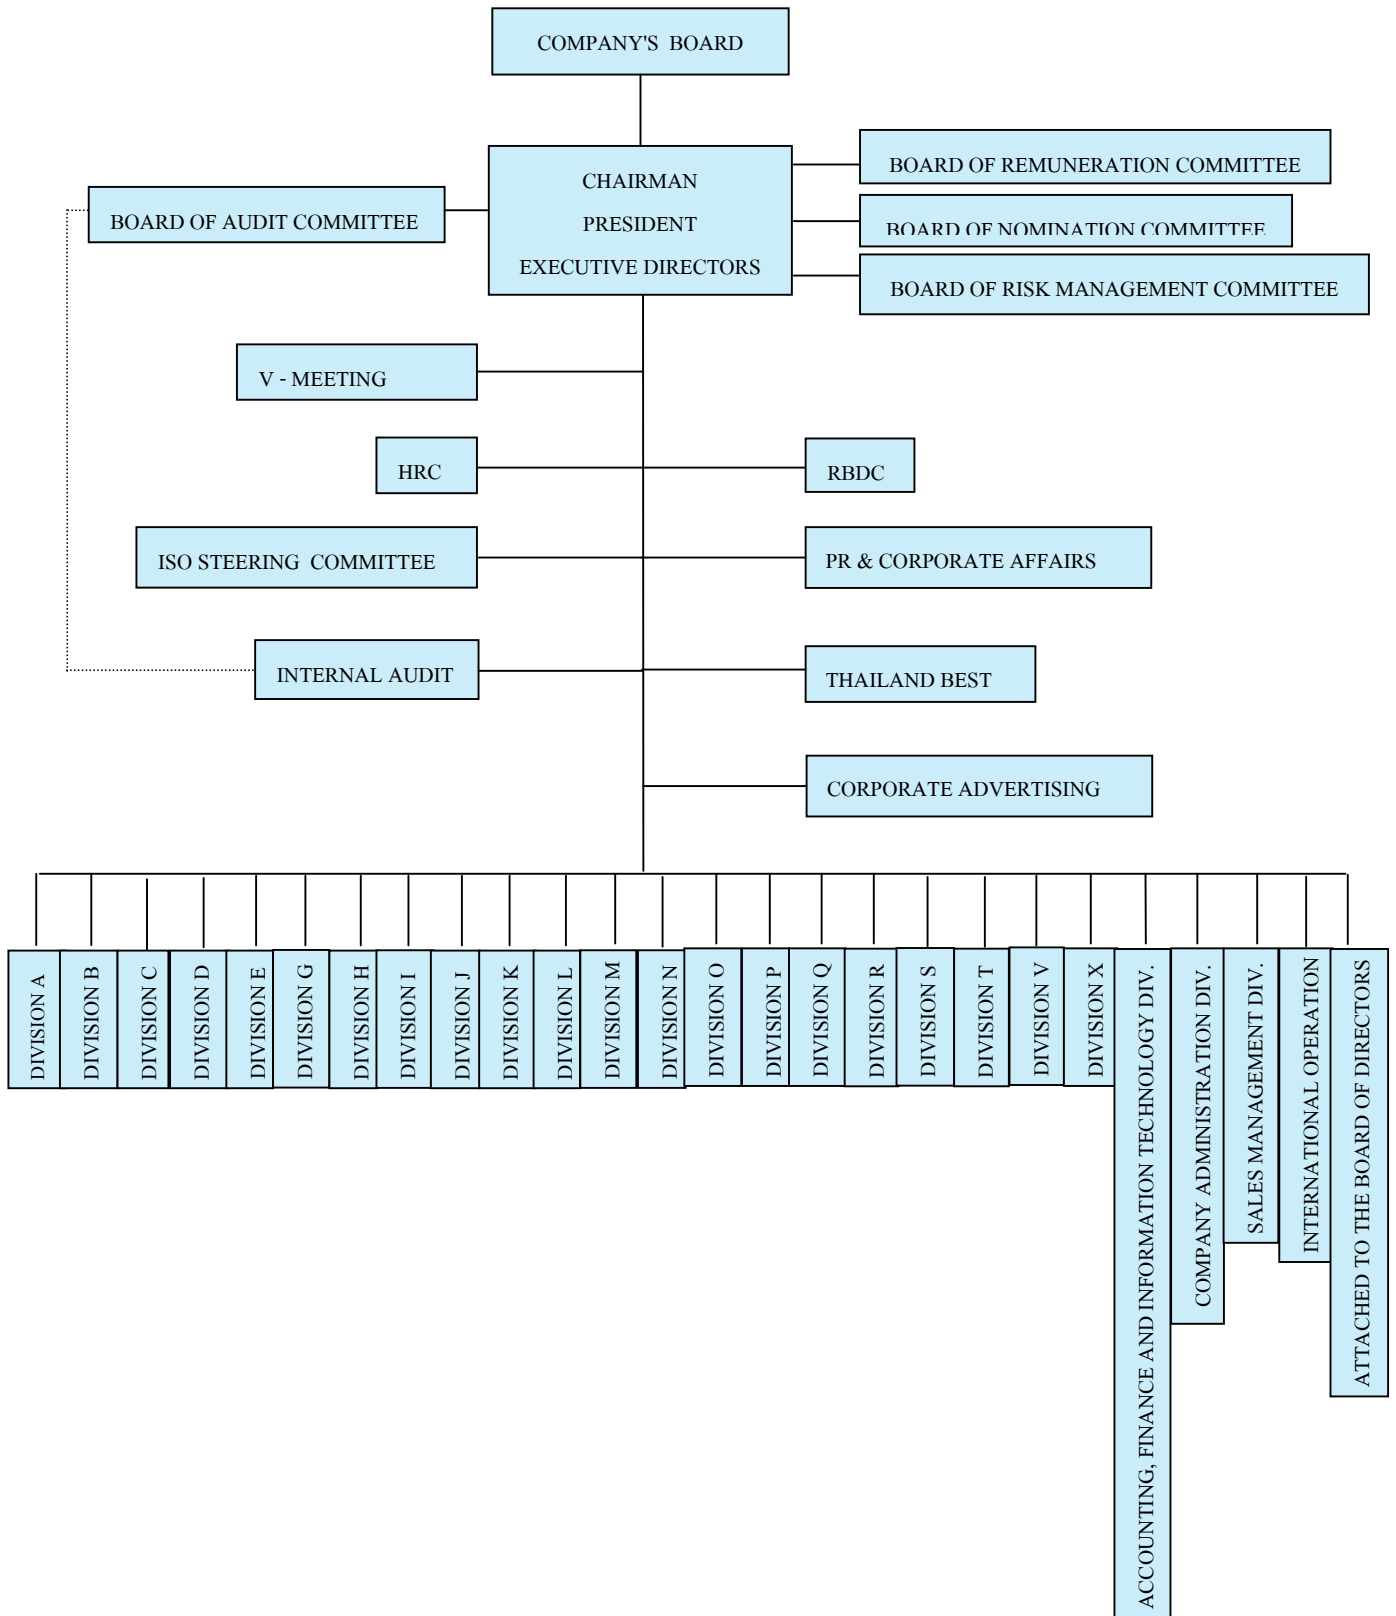 COMPANY'S BOARD
CHAIRMAN
PRESIDENT
EXECUTIVE DIRECTORS
BOARD OF REMUNERATION COMMITTEE
BOARD OF AUDIT COMMITTEE
BOARD OF NOMINATION COMMITTEE
BOARD OF RISK MANAGEMENT COMMITTEE
V - MEETING
HRC
RBDC
ISO STEERING COMMITTEE
PR & CORPORATE AFFAIRS
INTERNAL AUDIT
THAILAND BEST
CORPORATE ADVERTISING
DIVISION A
DIVISION B
DIVISION C
DIVISION D
DIVISION E
DIVISION G
DIVISION H
DIVISION I
DIVISION J
DIVISION K
DIVISION L
DIVISION M
DIVISION N
DIVISION O
DIVISION P
DIVISION Q
DIVISION R
DIVISION S
DIVISION T
DIVISION V
DIVISION X
ACCOUNTING, FINANCE AND INFORMATION TECHNOLOGY DIV.
COMPANY ADMINISTRATION DIV.
SALES MANAGEMENT DIV.
INTERNATIONAL OPERATION
ATTACHED TO THE BOARD OF DIRECTORS